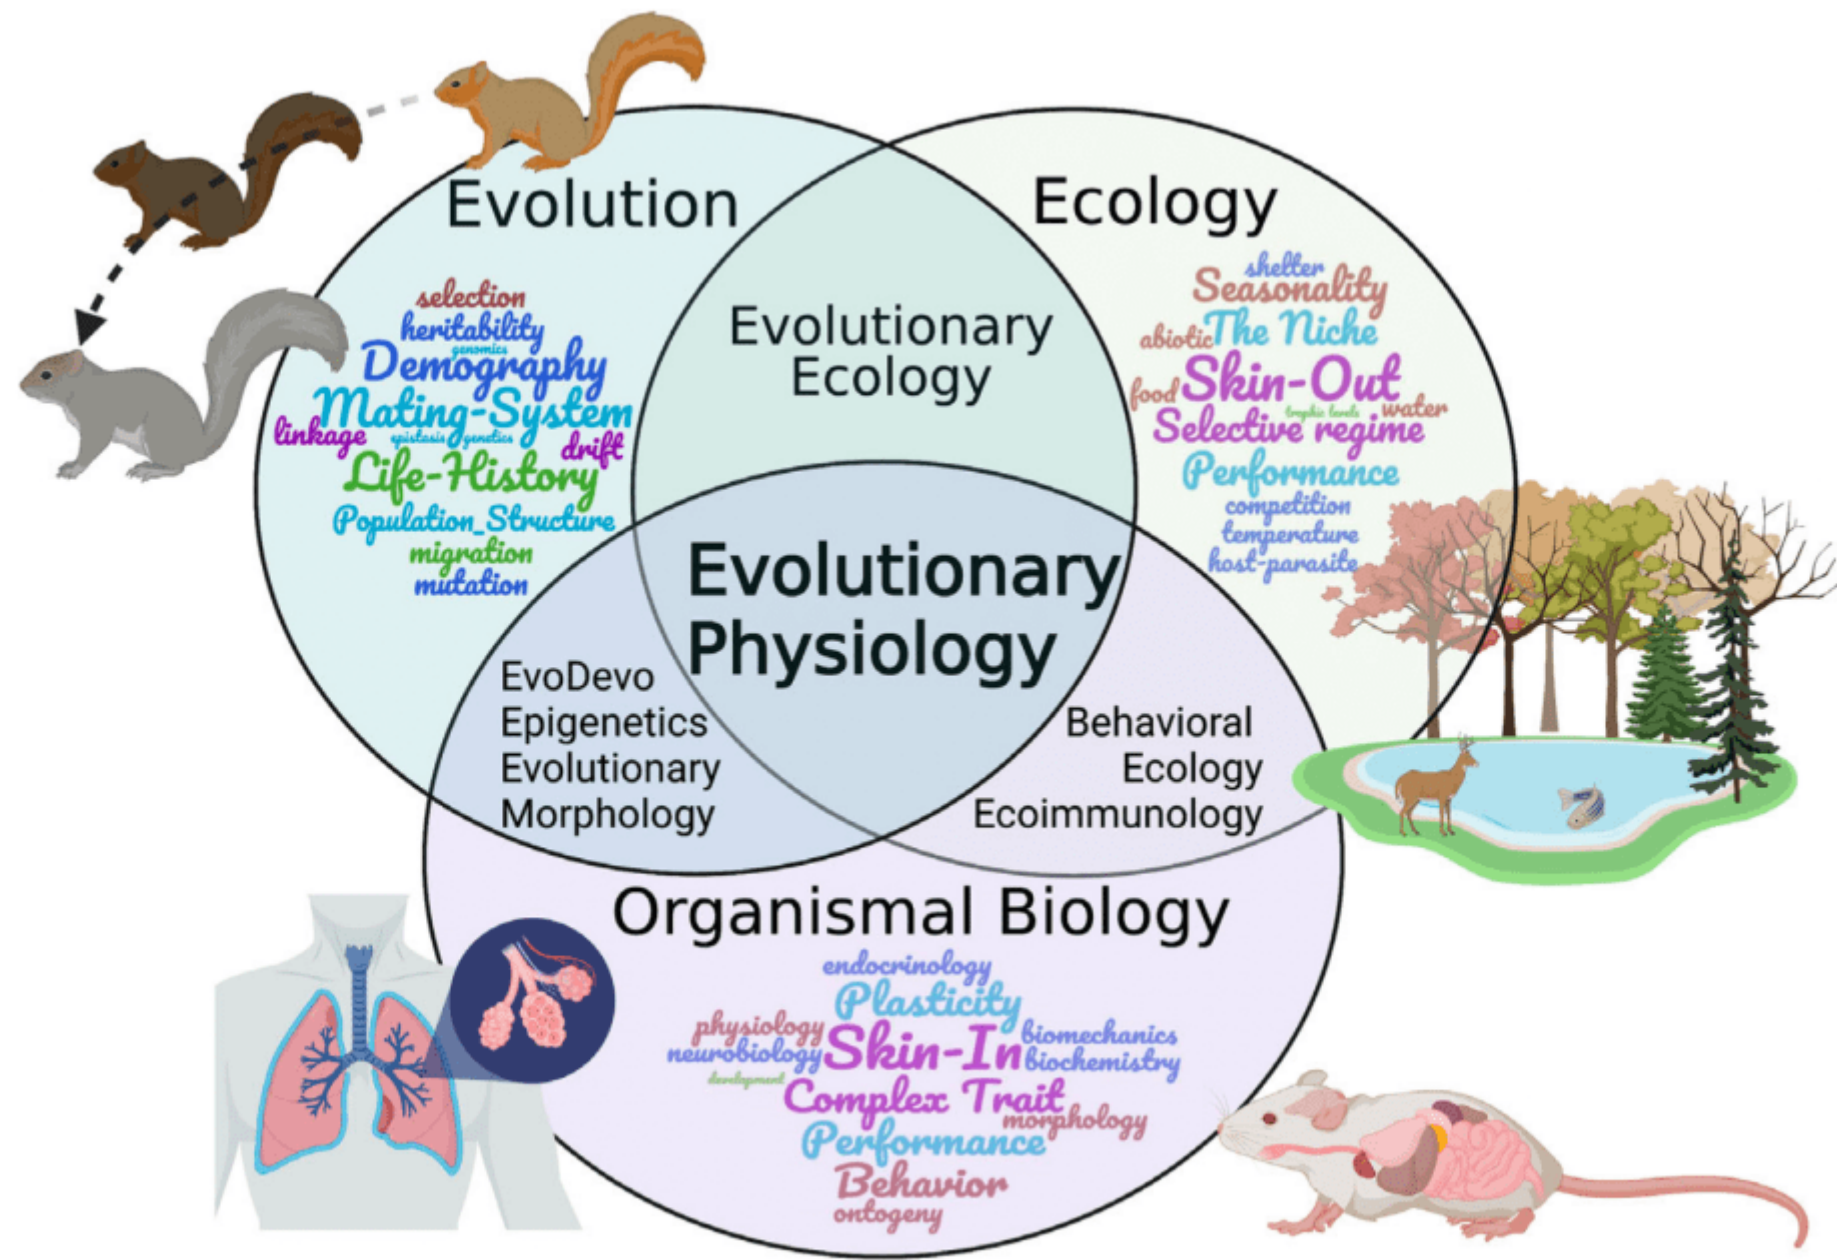 Evolution
Ecology
selection
heritability
genomics
Demography
Mating-System
linkage
epistasis genetics
drift
Life-History
Population_Structure
migration
mutation
Evolutionary
Ecology
shelter
Seasonality
abiotic
The Niche
food
Skin-Out
trophic levels
water
Selective regime
Performance
competition
temperature
host-parasite
Evolutionary
Physiology
EvoDevo
Epigenetics
Evolutionary
Morphology
Behavioral
Ecology
Ecoimmunology
Organismal Biology
endocrinology
Plasticity
physiology
neurobiology
Skin-In
biomechanics
biochemistry
development
Complex Trait
morphology
Performance
Behavior
ontogeny